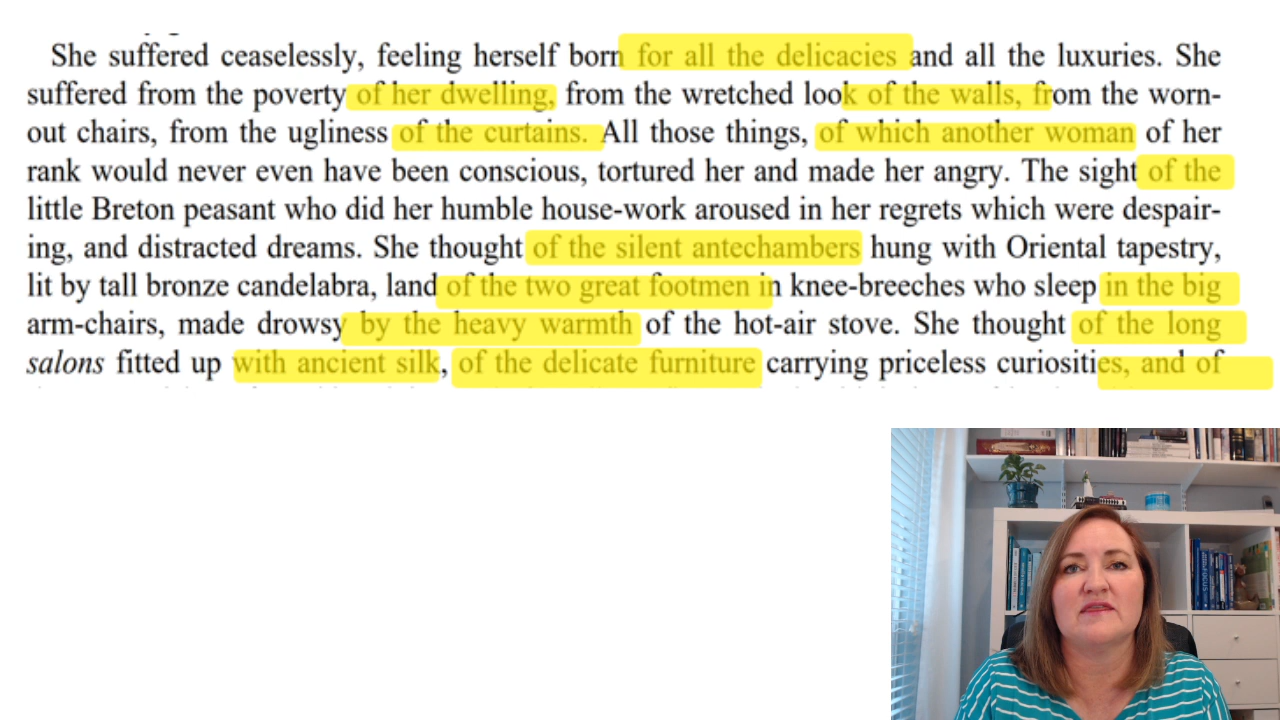 She suffered ceaselessly, feeling herself born for all the delicacies and all the luxuries. She
suffered from the poverty of her dwelling, from the wretched look of the walls, from the worn-
out chairs, from the ugliness of the curtains. All those things, of which another woman of her
rank would never even have been conscious, tortured her and made her angry. The sight of the
little Breton peasant who did her humble house-work aroused in her regrets which were despair-
ing, and distracted dreams. She thought of the silent antechambers hung with Oriental tapestry,
lit by tall bronze candelabra, land of the two great footmen in knee-breeches who sleep in the big
arm-chairs, made drowsy by the heavy warmth of the hot-air stove. She thought of the long
salons fitted up with ancient silk, of the delicate furniture carrying priceless curiosities, and of